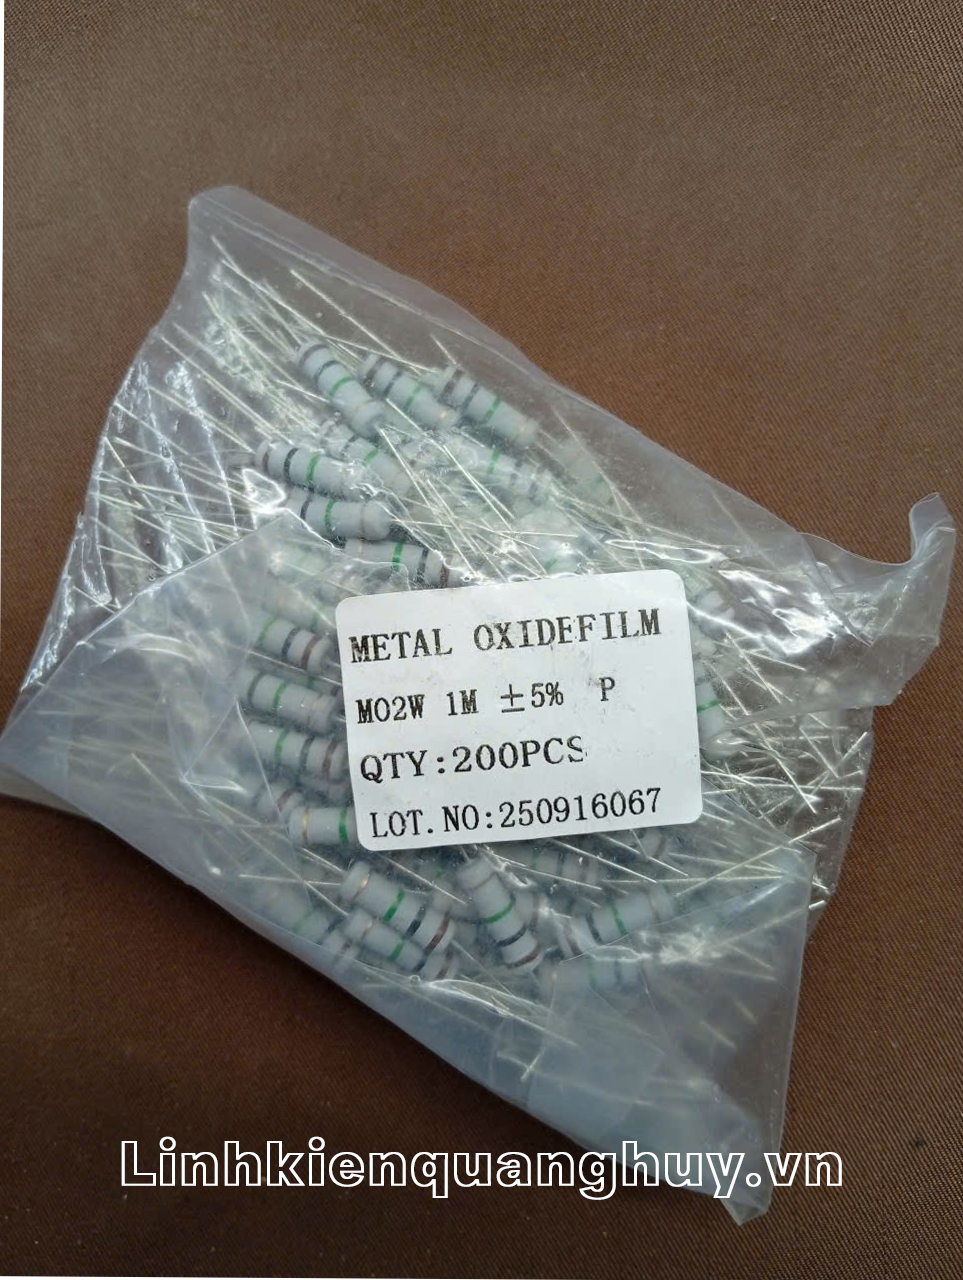 METAL OXIDEFILM
MO2W 1M ±5% P
QTY:200PCS
LOT.NO:250916067
Linhkienquanghuy.vn